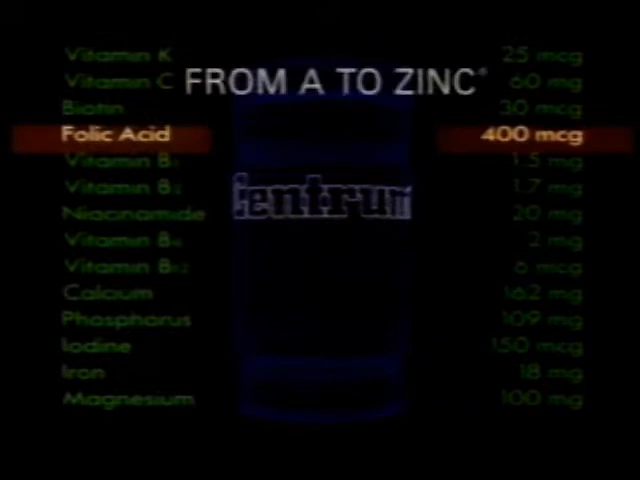 Vitamin K 25 mcg
FROM A TO ZINC®
Vitamin C 60 mg
Biotin 30 mcg
Folic Acid 400 mcg
Vitamin B1 1.5 mg
Vitamin B2 1.7 mg
Centrum
Niacinamide 20 mg
Vitamin B6 2 mg
Vitamin B12 6 mcg
Calcium 162 mg
Phosphorus 109 mg
Iodine 150 mcg
Iron 18 mg
Magnesium 100 mg